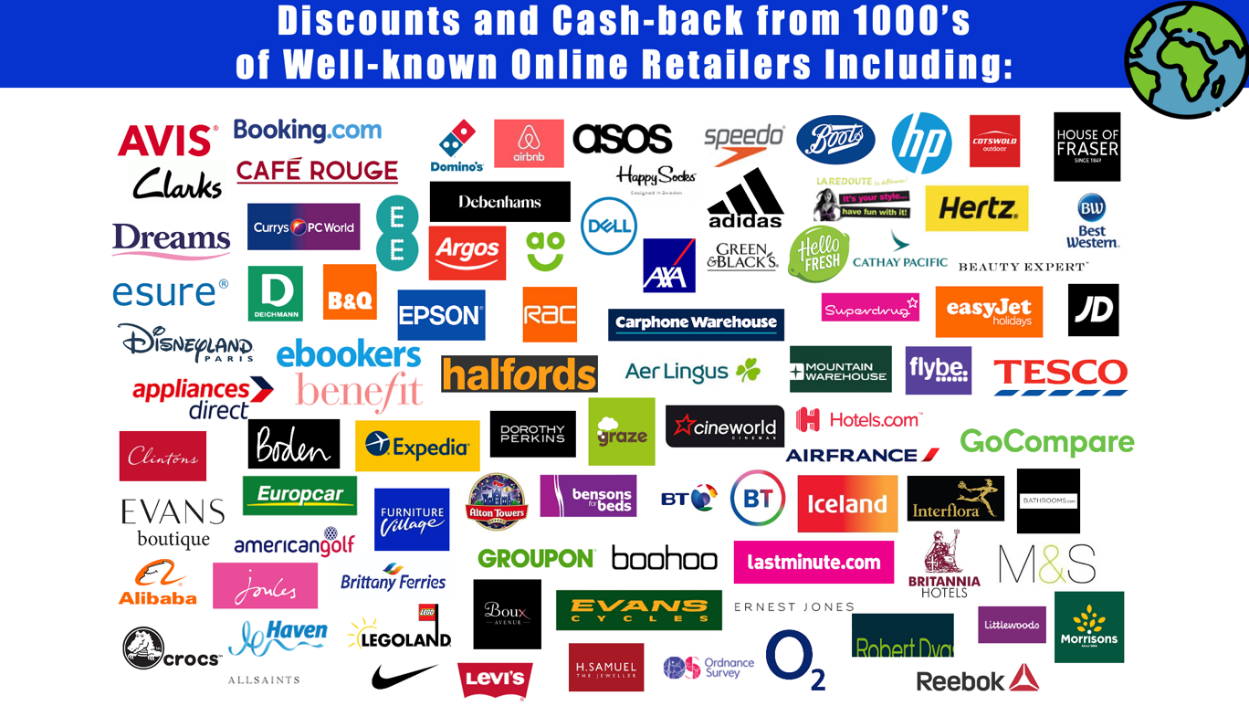 Discounts and Cash-back from 1000's
of Well-known Online Retailers Including:
AVIS
Booking.com
Domino's
airbnb
asos
speedo
Boots
hp
COTSWOLD
outdoor
HOUSE OF
FRASER
SINCE 1849
Clarks
CAFÉ ROUGE
Happy Socks
Designed in Sweden
Debenhams
adidas
LA REDOUTE
it's your style...
have fun with it!
Hertz
BW
Best
Western
Dreams
Currys PC World
EE
Argos
ao
DELL
AXA
GREEN
& BLACK'S
Hello
FRESH
CATHAY PACIFIC
BEAUTY EXPERT
esure
D
DEICHMANN
B&Q
EPSON
RAC
Carphone Warehouse
Superdrug
easyJet
holidays
JD
Disneyland
PARIS
ebookers
halfords
Aer Lingus
MOUNTAIN
WAREHOUSE
flybe.
TESCO
appliances
direct
benefit
Clintons
Boden
Expedia
DOROTHY
PERKINS
graze
cineworld
CINEMAS
Hotels.com
AIRFRANCE
GoCompare
EVANS
boutique
Europcar
FURNITURE
Village
Alton Towers
bensons
for beds
BT
BT
Iceland
Interflora
BATHROOMS.com
americangolf
GROUPON
boohoo
lastminute.com
BRITANNIA
HOTELS
M&S
Alibaba
Joules
Brittany Ferries
Boux
AVENUE
EVANS
CYCLES
ERNEST JONES
Littlewoods
Morrisons
crocs
Haven
LEGO
LEGOLAND
O2
Robert Dya
ALLSAINTS
LEVI'S
H.SAMUEL
THE JEWELLER
OS
Ordnance
Survey
Reebok